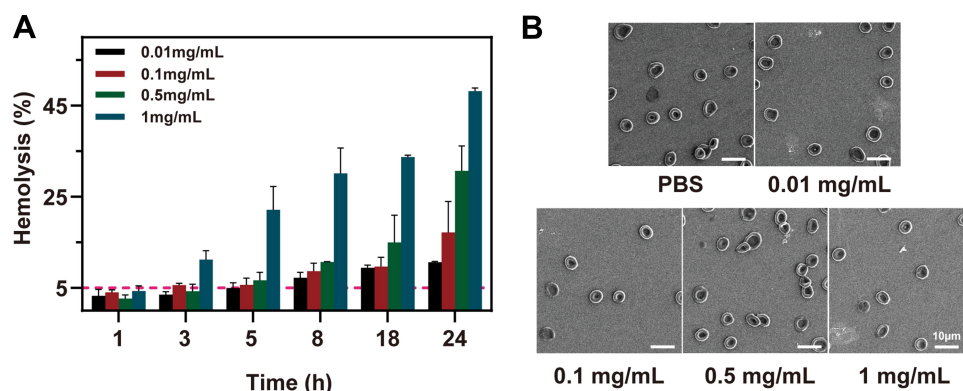 A
0.01mg/mL
0.1mg/mL
0.5mg/mL
1mg/mL
Hemolysis (%)
45
25
5
1 3 5 8 18 24
Time (h)
B
PBS 0.01 mg/mL
10μm
0.1 mg/mL 0.5 mg/mL 1 mg/mL